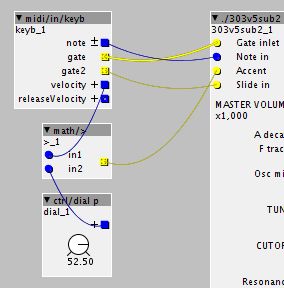 midi/in/keyb
keyb_1
note
gate
gate2
velocity
releaseVelocity
math/>
>_1
in1
in2
ctrl/dial p
dial_1
52.50
./303v5sub2
303v5sub2_1
Gate inlet
Note in
Accent
Slide in
MASTER VOLUM
x1,000
A deca
F trac
Osc mi
TUN
CUTOF
Resonanc